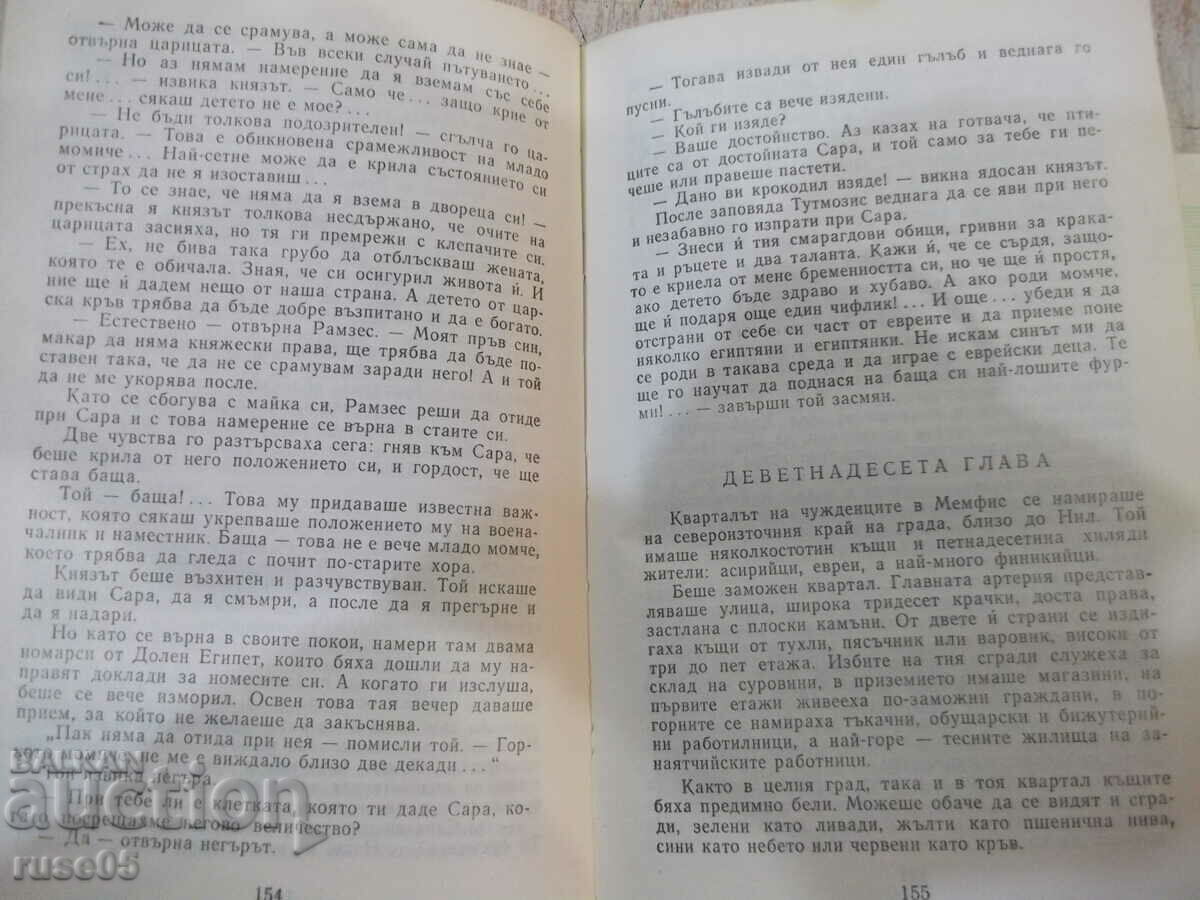 — Може да се срамува, а може сама да не знае —
отвърна царицата. — Във всеки случай пътуването...
— Но аз нямам намерение да я вземам със себе
си!... — извика князът. — Само че... защо крие от
мене... сякаш детето не е мое?...
— Не бъди толкова подозрителен! — сгълча го ца-
рицата. — Това е обикновена срамежливост на младо
момиче... Най-сетне може да е крила състоянието си
от страх да не я изоставиш...
— То се знае, че няма да я взема в двореца си! —
прекъсна я князът толкова несдържано, че очите на
царицата засияха, но тя ги премрежи с клепачите си.
— Ех, не бива така грубо да отблъскваш жената,
която те е обичала. Зная, че си осигурил живота ѝ. И
ние ще ѝ дадем нещо от наша страна. А детето от цар-
ска кръв трябва да бъде добре възпитано и да е богато.
— Естествено — отвърна Рамзес. — Моят пръв син,
макар да няма княжески права, ще трябва да бъде по-
ставен така, че да не се срамувам заради него! А и той
да не ме укорява после.
Като се сбогува с майка си, Рамзес реши да отиде
при Сара и с това намерение се върна в стаите си.
Две чувства го разтърсваха сега: гняв към Сара, че
беше крила от него положението си, и гордост, че ще
става баща.
Той — баща!... Това му придаваше известна важ-
ност, която сякаш укрепваше положението му на воена-
чалник и наместник. Баща — това не е вече младо момче,
което трябва да гледа с почит по-старите хора.
Князът беше възхитен и разчувствуван. Той искаше
да види Сара, да я смъмри, а после да я прегърне и
да я надари.
Но като се върна в своите покои, намери там двама
номарси от Долен Египет, които бяха дошли да му на-
правят доклади за номесите си. А когато ги изслуша,
беше се вече изморил. Освен това тая вечер даваше
прием, за който не желаеше да закъснява.
„Пак няма да отида при нея — помисли той. — Гор-
кото момиче не ме е виждало близо две декади...“
Той извика негъра.
— При тебе ли е клетката, която ти даде Сара, ко-
гато посрещахме негово величество?
— Да — отвърна негърът.
154
— Тогава извади от нея един гълъб и веднага го
пусни.
— Гълъбите са вече изядени.
— Кой ги изяде?
— Ваше достойнство. Аз казах на готвача, че пти-
ците са от достойната Сара, и той само за тебе ги пе-
чеше или правеше пастети.
— Дано ви крокодил изяде! — викна ядосан князът.
После заповяда Тутмозис веднага да се яви при него
и незабавно го изпрати при Сара.
— Знеси ѝ тия смарагдови обици, гривни за крака-
та и ръцете и два таланта. Кажи ѝ, че се сърдя, защо-
то е криела от мене бременността си, но че ще ѝ простя,
ако детето бъде здраво и хубаво. А ако роди момче,
ще ѝ подаря още един чифлик!... И още... убеди я да
отстрани от себе си част от евреите и да приеме поне
няколко египтяни и египтянки. Не искам синът ми да
се роди в такава среда и да играе с еврейски деца. Те
ще го научат да поднася на баща си най-лошите фур-
ми!... — завърши той засмян.
ДЕВЕТНАДЕСЕТА ГЛАВА
Кварталът на чужденците в Мемфис се намираше
на североизточния край на града, близо до Нил. Той
имаше няколкостотин къщи и петнадесетина хиляди
жители: асирийци, евреи, а най-много финикийци.
Беше заможен квартал. Главната артерия представ-
ляваше улица, широка тридесет крачки, доста права,
застлана с плоски камъни. От двете ѝ страни се изди-
гаха къщи от тухли, пясъчник или варовик, високи от
три до пет етажа. Избите на тия сгради служеха за
склад на суровини, в приземието имаше магазини, на
първите етажи живееха по-заможни граждани, в по-
горните се намираха тъкачни, обущарски и бижутерий-
ни работилници, а най-горе — тесните жилища на за-
наятчийските работници.
Както в целия град, така и в тоя квартал къщите
бяха предимно бели. Можеше обаче да се видят и сгра-
ди, зелени като ливади, жълти като пшенична нива,
сини като небето или червени като кръв.
155
BALKAN
auction
ruse05